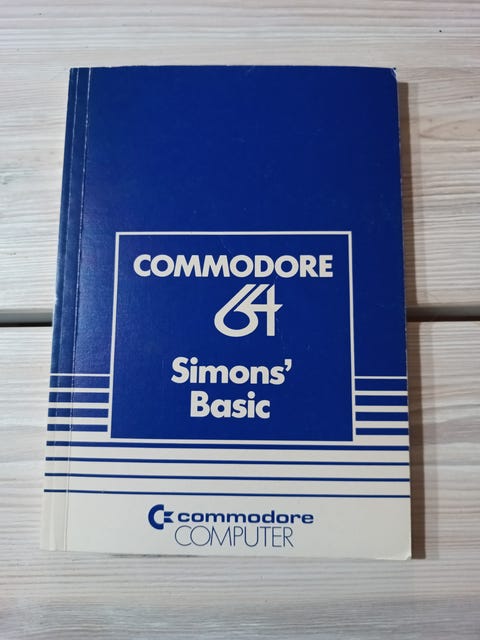 COMMODORE
64
Simons'
Basic
commodore
COMPUTER